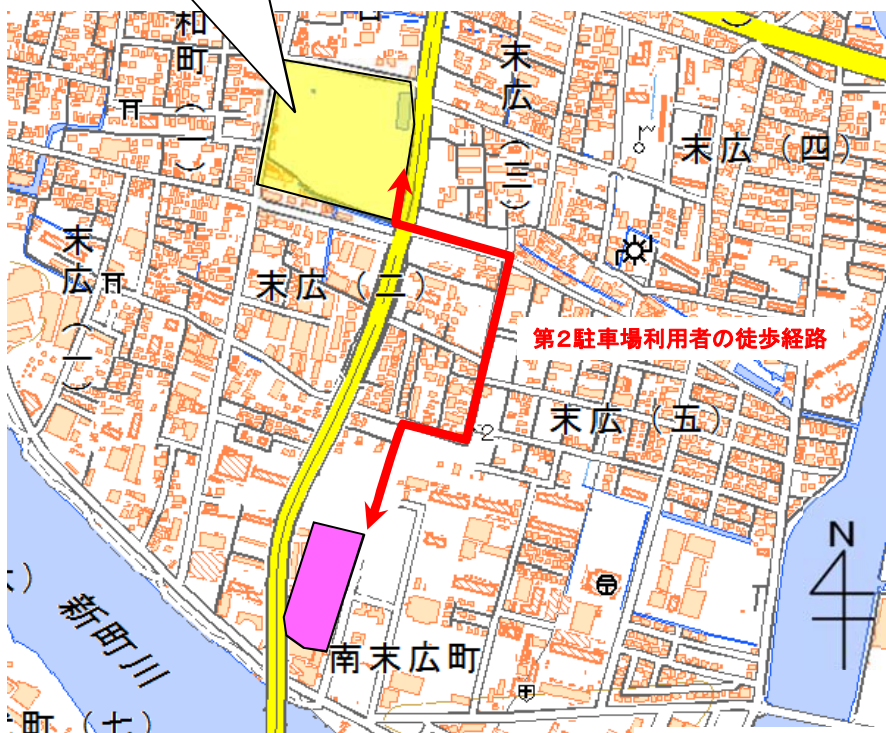 和町（一）
末広（三）
末広（四）
末広（一）
末広（二）
第２駐車場利用者の徒歩経路
末広（五）
2
N
新町川
南末広町
町（七）